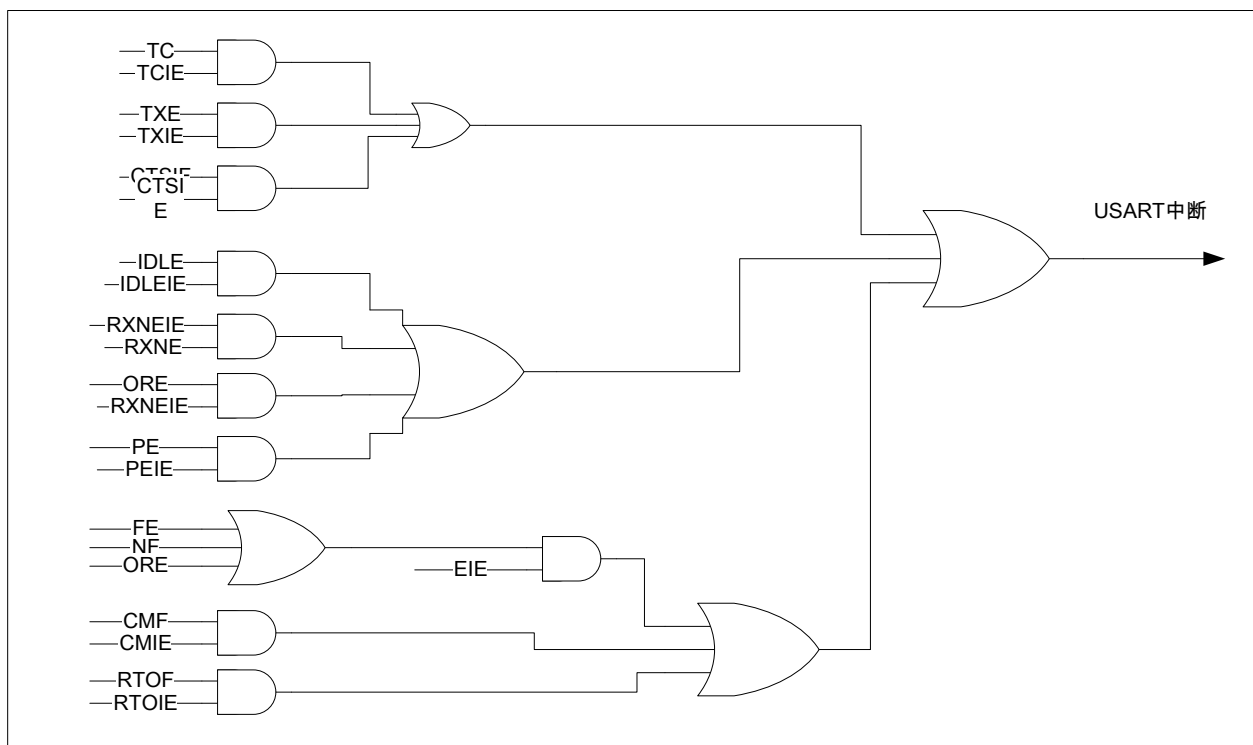 TC
TCIE
TXE
TXIE
CTSIF
CTSI
E
IDLE
IDLEIE
RXNEIE
RXNE
ORE
RXNEIE
PE
PEIE
FE
NF
ORE
EIE
CMF
CMIE
RTOF
RTOIE
USART中断